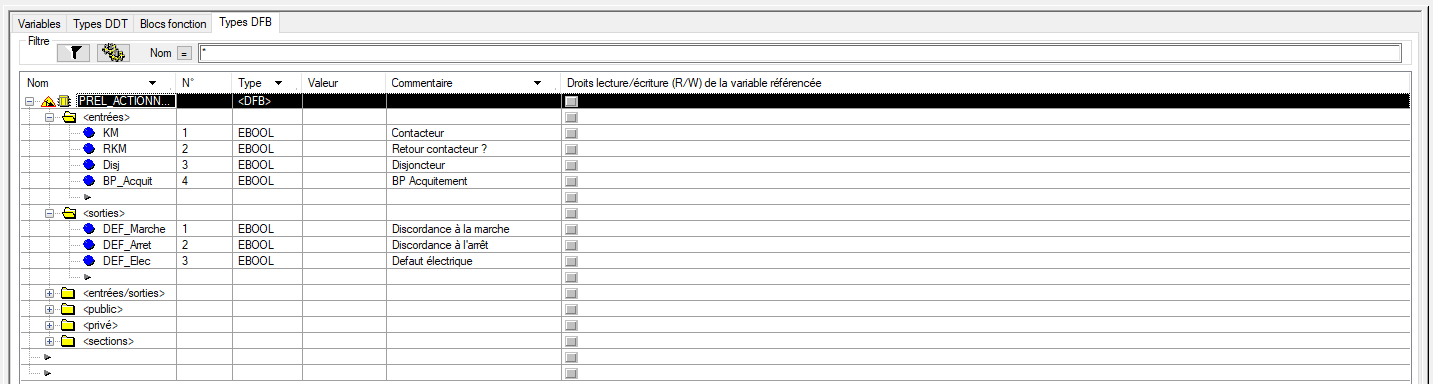 Variables Types DDT Blocs fonction Types DFB
Filtre
Nom = *
Nom N° Type Valeur Commentaire Droits lecture/écriture (R/W) de la variable référencée
PREL_ACTIONN... <DFB>
<entrées>
KM 1 EBOOL Contacteur
RKM 2 EBOOL Retour contacteur ?
Disj 3 EBOOL Disjoncteur
BP_Acquit 4 EBOOL BP Acquitement
<sorties>
DEF_Marche 1 EBOOL Discordance à la marche
DEF_Arret 2 EBOOL Discordance à l'arrêt
DEF_Elec 3 EBOOL Defaut électrique
<entrées/sorties>
<public>
<privé>
<sections>